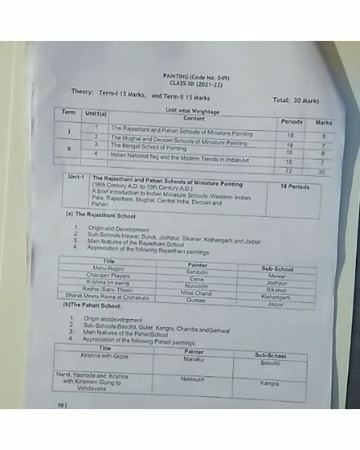 PAINTING (Code No. 049)
CLASS-XII (2021-22)
Theory: Term-I 15 Marks, and Term-II 15 Marks Total: 30 Marks
Unit wise Weightage
Term Unit1(s) Content Periods Marks
I 1 The Rajasthani and Pahari Schools of Miniature Painting 18 8
2 The Mughal and Deccan Schools of Miniature Painting 18 7
II 3 The Bengal School of Painting 18 8
4 Indian National flag and the Modern Trends in Indian Art 18 7
72 30
Unit-1 The Rajasthani and Pahari Schools of Miniature Painting 18 Periods
(16th Century A.D. to 19th Century A.D.)
A brief introduction to Indian Miniature Schools: Western-Indian,
Pala, Rajasthani, Mughal, Central India, Deccan and
Pahari.
(a) The Rajasthani School
1. Origin and Development
2. Sub-Schools-Mewar, Bundi, Jodhpur, Bikaner, Kishangarh and Jaipur
3. Main features of the Rajasthani School
4. Appreciation of the following Rajasthani paintings
Title Painter Sub-School
Maru-Ragini Sahibdin Mewar
Chaugan Players Dana Jodhpur
Krishna on swing Nuruddin Bikaner
Radha (Bani-Thani) Nihal Chand Kishangarh
Bharat Meets Rama at Chitrakuta Guman Jaipur
(b)The Pahari School:
1. Origin anddevelopment
2. Sub-Schools-Basohli, Guler, Kangra, Chamba andGarhwal
3. Main features of the PahariSchool
4. Appreciation of the following Pahari paintings
Title Painter Sub-School
Krishna with Gopis Manaku Basohli
Nand, Yashoda and Krishna Nainsukh Kangra
with Kinsmen Going to
Vrindavana
10 |